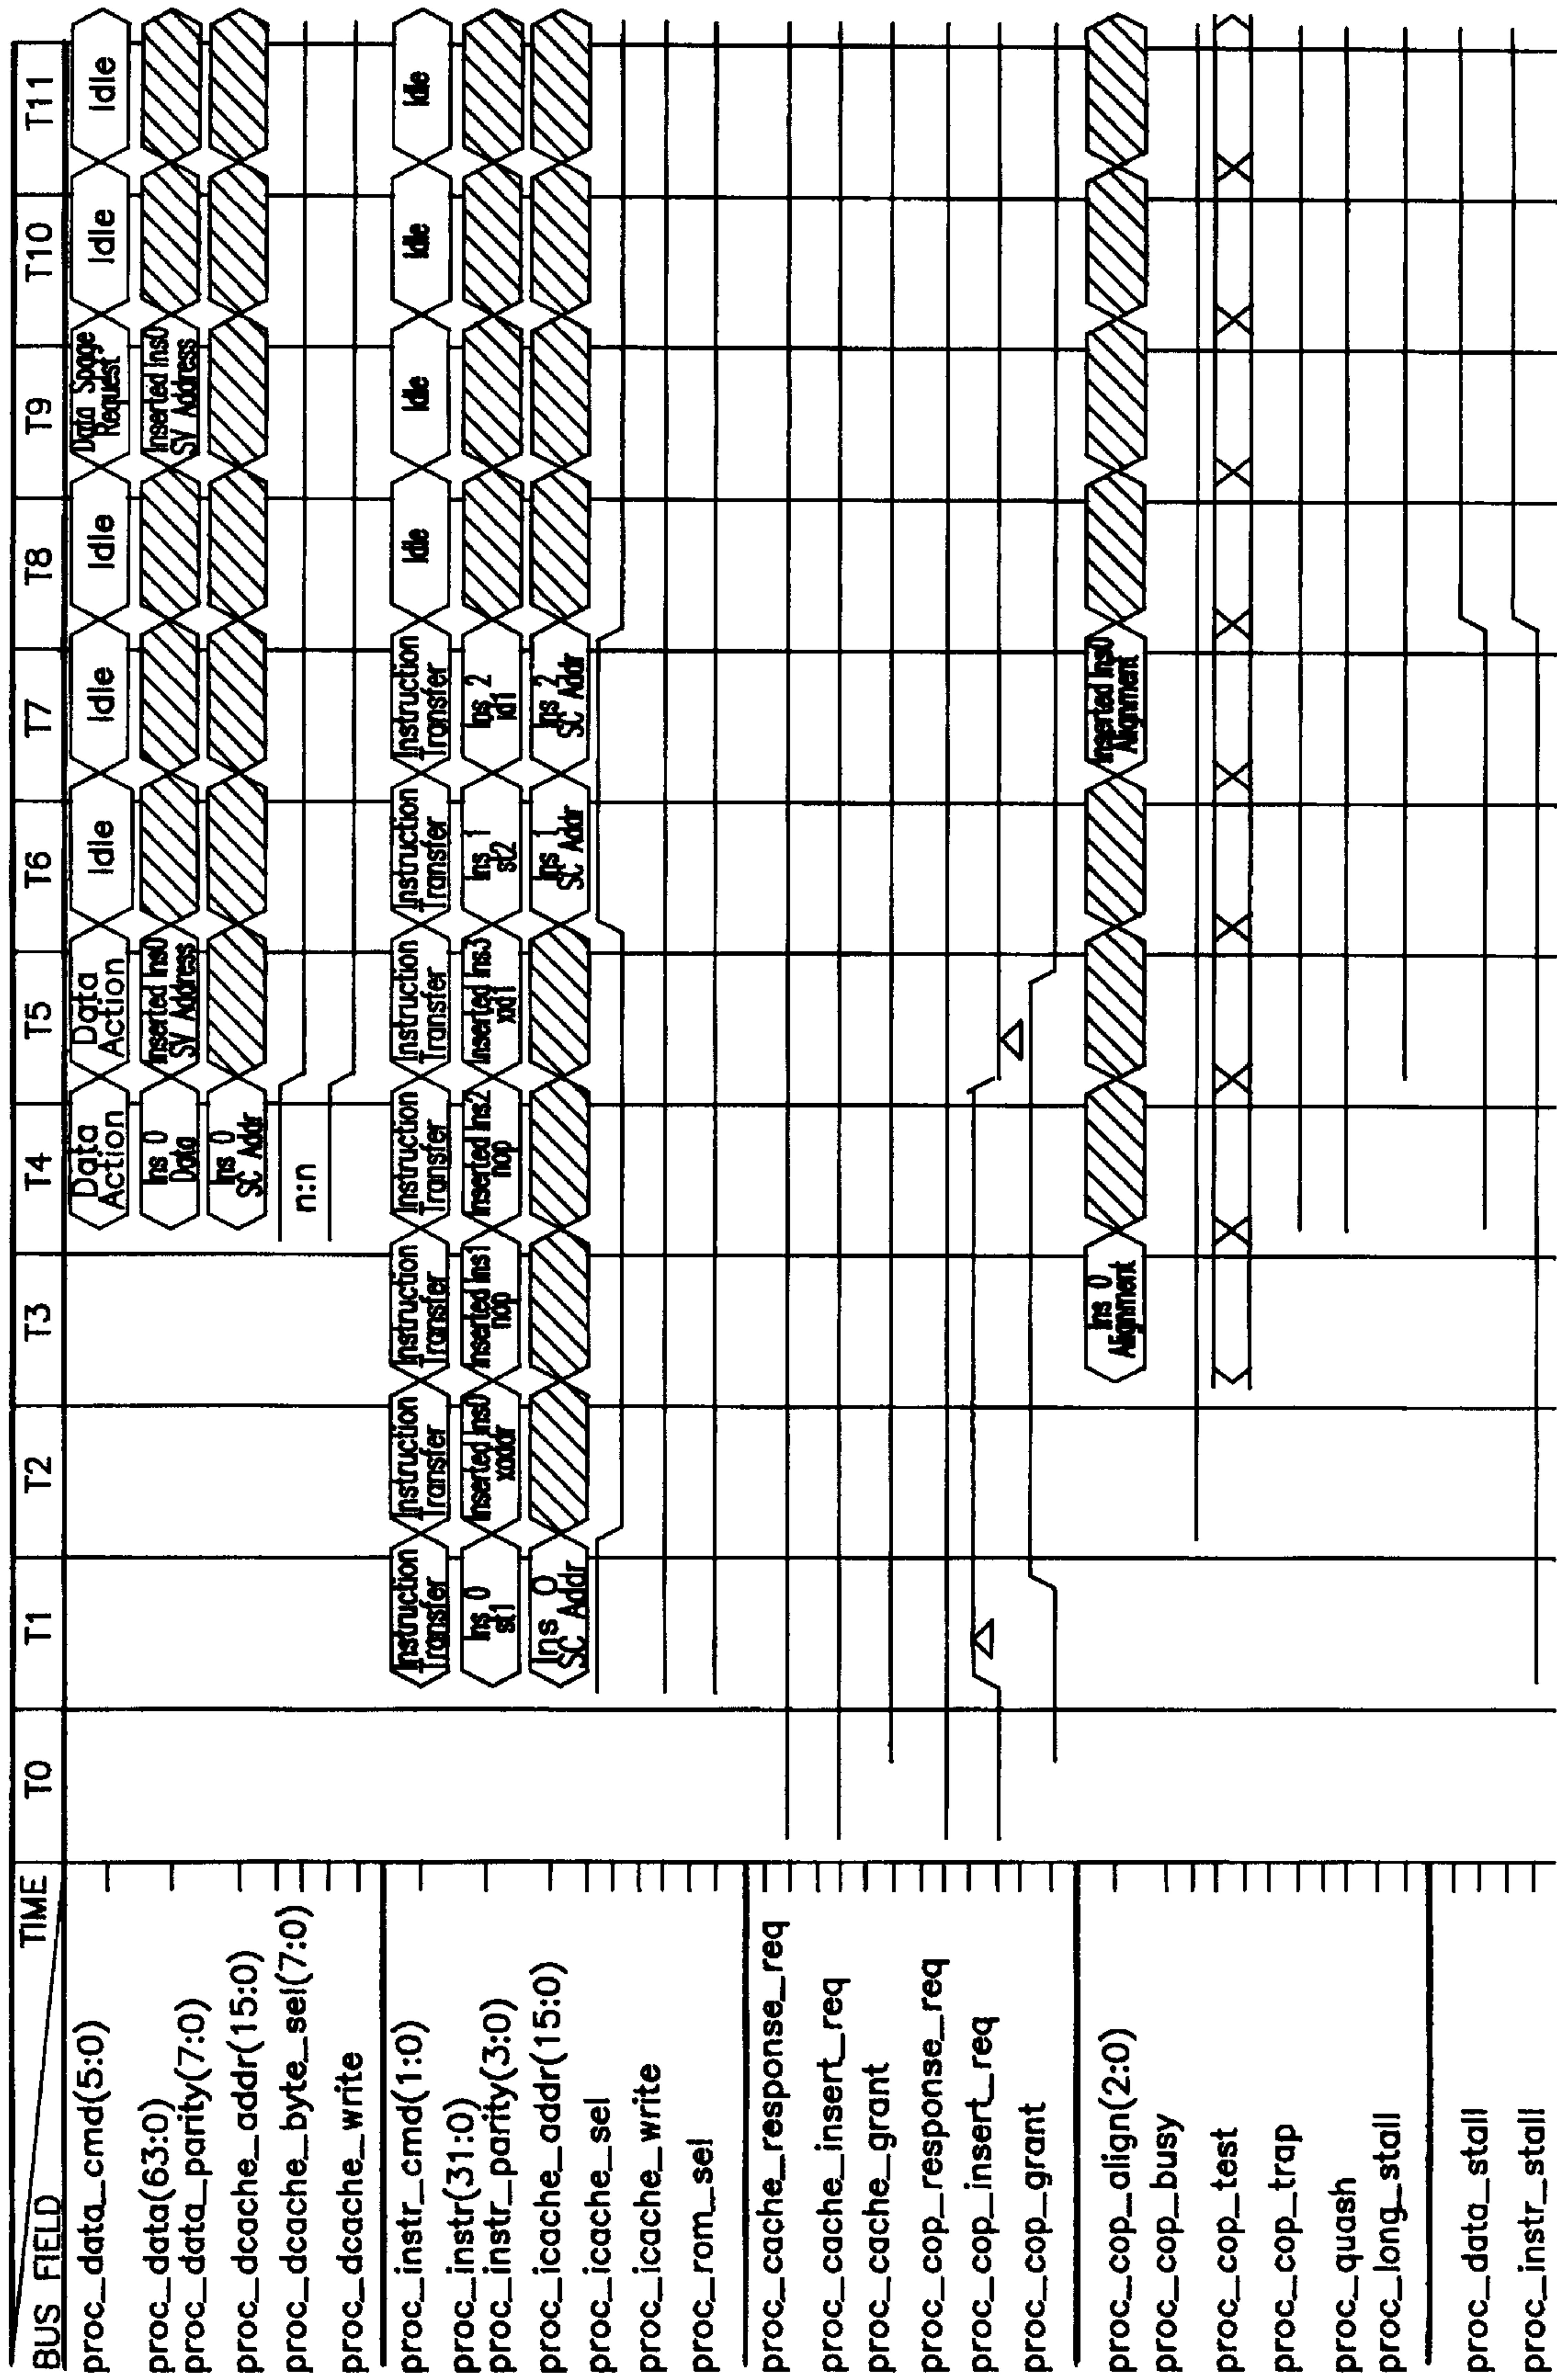 BUS FIELD TIME T0 T1 T2 T3 T4 T5 T6 T7 T8 T9 T10 T11
proc_data_cmd(5:0) Data Action Data Action Idle Idle Idle Data Space Request Idle Idle
proc_data(63:0) Ins 0 Data Inserted Ins0 SV Address Inserted Ins0 SV Address
proc_data_parity(7:0)
proc_dcache_addr(15:0) Ins 0 SC Addr
proc_dcache_byte_sel(7:0) n:n
proc_dcache_write
proc_instr_cmd(1:0) Instruction Transfer Instruction Transfer Instruction Transfer Instruction Transfer Instruction Transfer Instruction Transfer Instruction Transfer Idle Idle Idle Idle
proc_instr(31:0) Ins 0 st1 Inserted Ins0 xaddr Inserted Ins1 nop Inserted Ins2 nop Inserted Ins3 xld1 Ins 1 st2 Ins 2 ld1
proc_instr_parity(3:0)
proc_icache_addr(15:0) Ins 0 SC Addr Ins 1 SC Addr Ins 2 SC Addr
proc_icache_sel
proc_icache_write
proc_rom_sel
proc_cache_response_req
proc_cache_insert_req
proc_cache_grant
proc_cop_response_req
proc_cop_insert_req
proc_cop_grant
proc_cop_align(2:0) Ins 0 Alignment Inserted Ins0 Alignment
proc_cop_busy
proc_cop_test
proc_cop_trap
proc_quash
proc_long_stall
proc_data_stall
proc_instr_stall